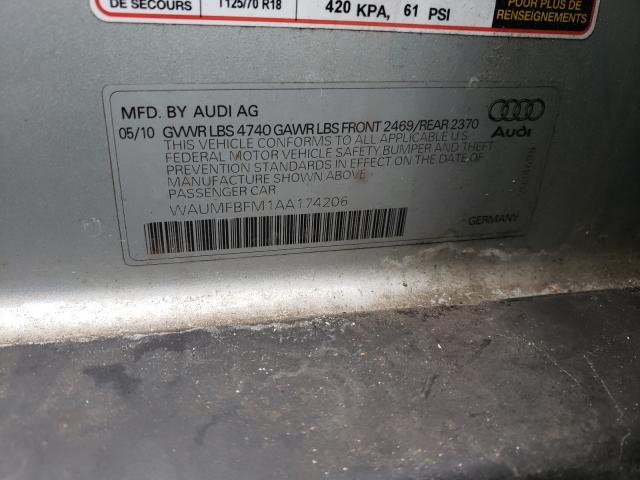 DE SECOURS
T125/70 R18
420 KPA, 61 PSI
POUR PLUS DE
RENSEIGNEMENTS
MFD. BY AUDI AG
05/10 GVWR LBS 4740 GAWR LBS FRONT 2469/REAR 2370
THIS VEHICLE CONFORMS TO ALL APPLICABLE U.S.
FEDERAL MOTOR VEHICLE SAFETY, BUMPER AND THEFT
PREVENTION STANDARDS IN EFFECT ON THE DATE OF
MANUFACTURE SHOWN ABOVE.
PASSENGER CAR
WAUMFBFM1AA174206
Audi
GERMANY